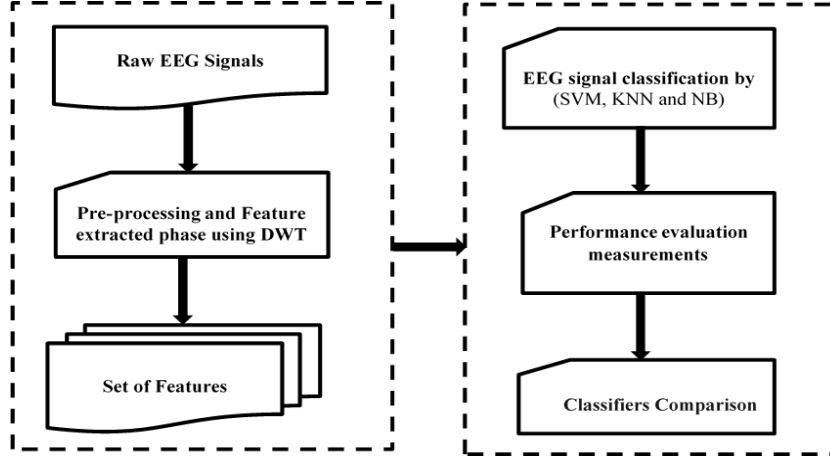 Raw EEG Signals
Pre-processing and Feature
extracted phase using DWT
Set of Features
EEG signal classification by
(SVM, KNN and NB)
Performance evaluation
measurements
Classifiers Comparison